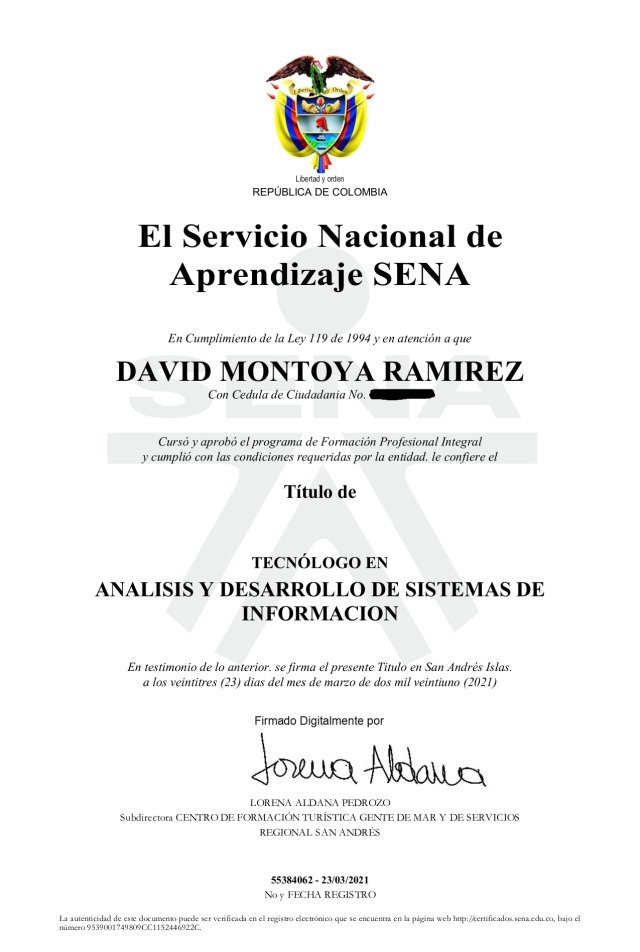 Libertad y Orden
Libertad y orden
REPÚBLICA DE COLOMBIA
El Servicio Nacional de
Aprendizaje SENA
En Cumplimiento de la Ley 119 de 1994 y en atención a que
DAVID MONTOYA RAMIREZ
Con Cedula de Ciudadania No.
SENA
Cursó y aprobó el programa de Formación Profesional Integral
y cumplió con las condiciones requeridas por la entidad. le confiere el
Título de
TECNÓLOGO EN
ANALISIS Y DESARROLLO DE SISTEMAS DE
INFORMACION
En testimonio de lo anterior. se firma el presente Titulo en San Andrés Islas.
a los veintitres (23) dias del mes de marzo de dos mil veintiuno (2021)
Firmado Digitalmente por
Lorena Aldana
LORENA ALDANA PEDROZO
Subdirectora CENTRO DE FORMACIÓN TURÍSTICA GENTE DE MAR Y DE SERVICIOS
REGIONAL SAN ANDRÉS
55384062 - 23/03/2021
No y FECHA REGISTRO
La autenticidad de este documento puede ser verificada en el registro electrónico que se encuentra en la página web http://certificados.sena.edu.co, bajo el
número 9539001749809CC1152446922C.